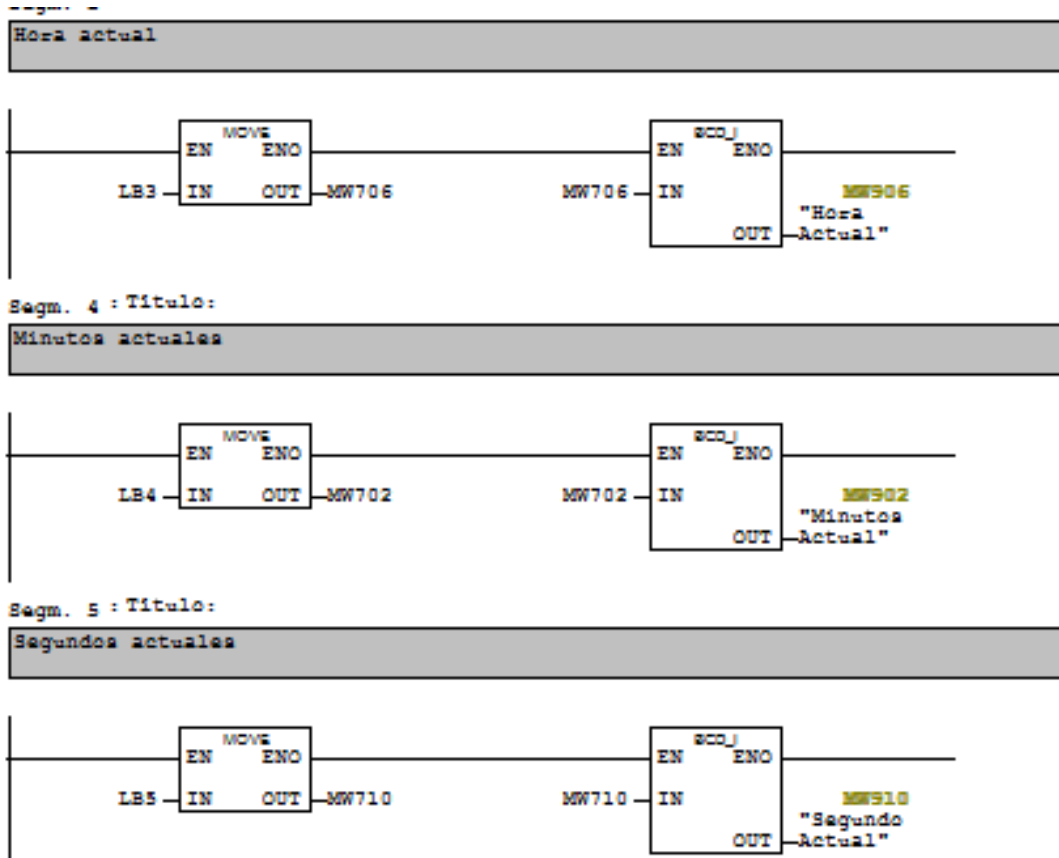 Hora actual
MOVE BCD_I
EN ENO EN ENO
LB3 IN OUT MW706 MW706 IN MW906
"Hora
OUT Actual"
Segm. 4 : Título:
Minutos actuales
MOVE BCD_I
EN ENO EN ENO
LB4 IN OUT MW702 MW702 IN MW902
"Minutos
OUT Actual"
Segm. 5 : Título:
Segundos actuales
MOVE BCD_I
EN ENO EN ENO
LB5 IN OUT MW710 MW710 IN MW910
"Segundo
OUT Actual"